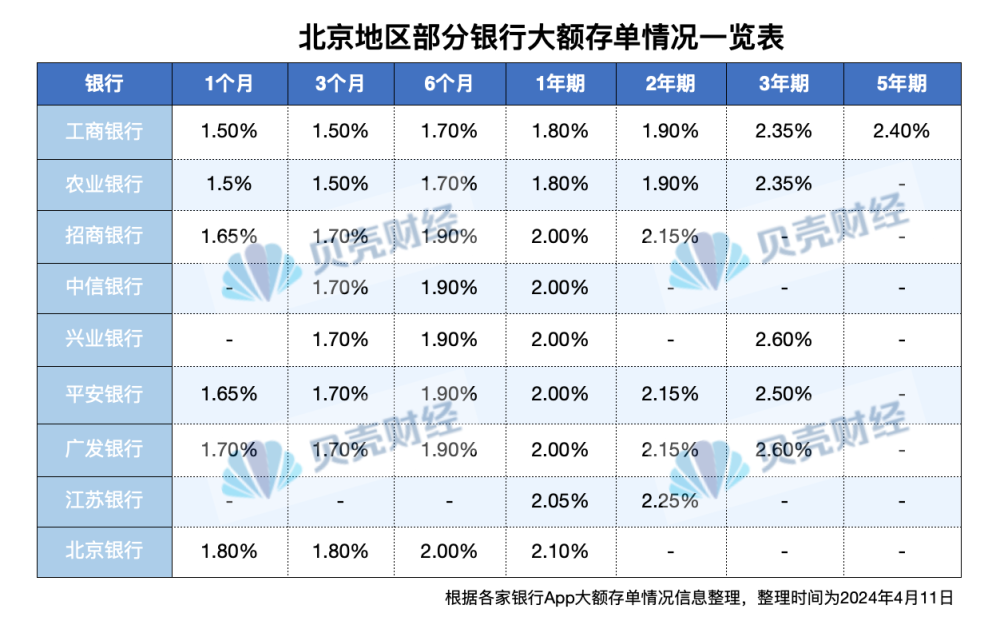 北京地区部分银行大额存单情况一览表
银行 1个月 3个月 6个月 1年期 2年期 3年期 5年期
工商银行 1.50% 1.50% 1.70% 1.80% 1.90% 2.35% 2.40%
农业银行 1.5% 1.50% 1.70% 1.80% 1.90% 2.35% -
招商银行 1.65% 1.70% 1.90% 2.00% 2.15% - -
中信银行 - 1.70% 1.90% 2.00% - - -
兴业银行 - 1.70% 1.90% 2.00% - 2.60% -
平安银行 1.65% 1.70% 1.90% 2.00% 2.15% 2.50% -
广发银行 1.70% 1.70% 1.90% 2.00% 2.15% 2.60% -
江苏银行 - - - 2.05% 2.25% - -
北京银行 1.80% 1.80% 2.00% 2.10% - - -
根据各家银行App大额存单情况信息整理，整理时间为2024年4月11日
贝壳财经
贝壳财经
贝壳财经
贝壳财经